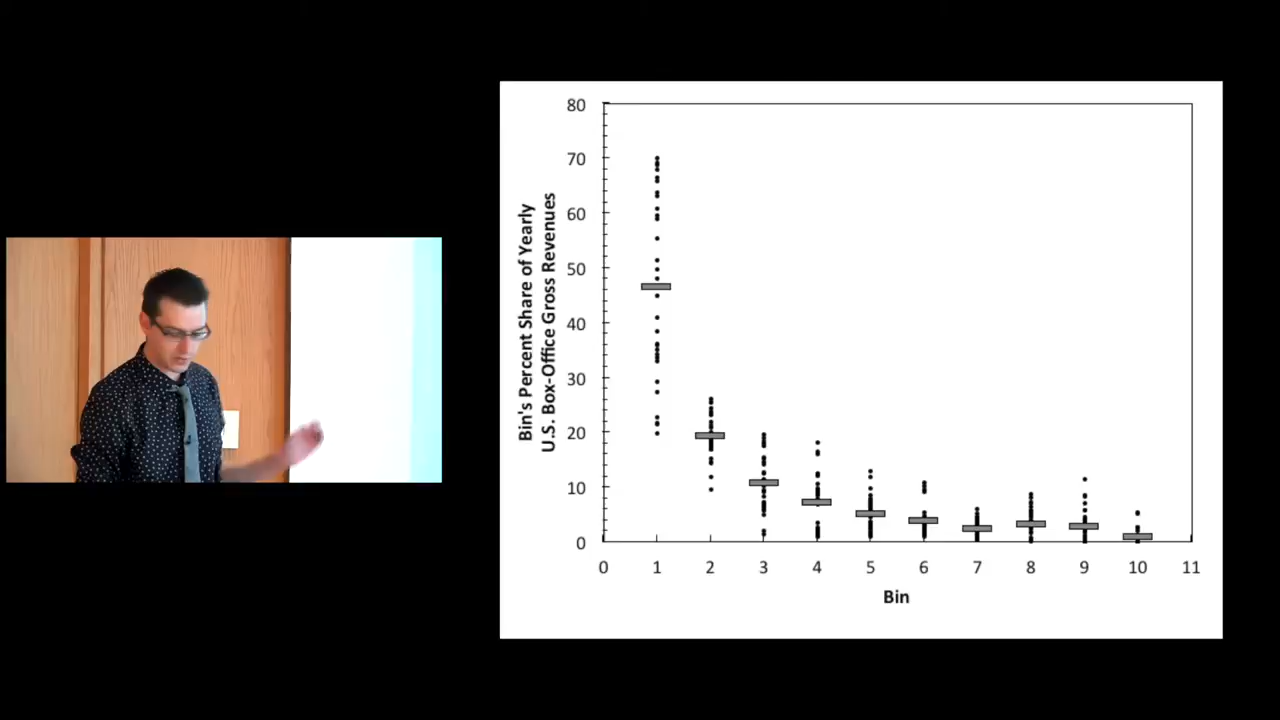 80
70
60
50
40
30
20
10
0
Bin's Percent Share of Yearly
U.S. Box-Office Gross Revenues
0 1 2 3 4 5 6 7 8 9 10 11
Bin